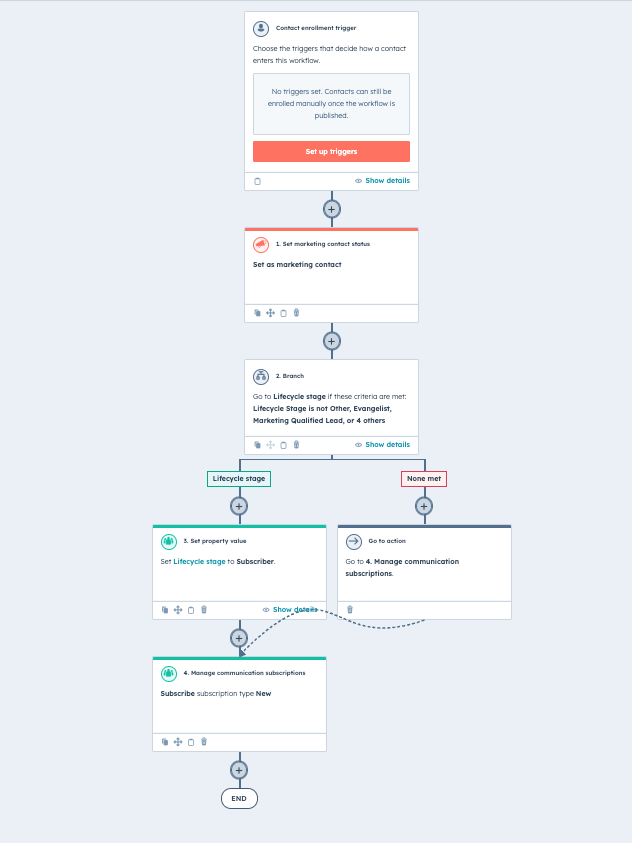 Contact enrollment trigger
Choose the triggers that decide how a contact
enters this workflow.
No triggers set. Contacts can still be
enrolled manually once the workflow is
published.
Set up triggers
Show details
1. Set marketing contact status
Set as marketing contact
2. Branch
Go to Lifecycle stage if these criteria are met:
Lifecycle Stage is not Other, Evangelist,
Marketing Qualified Lead, or 4 others
Show details
Lifecycle stage
None met
3. Set property value
Set Lifecycle stage to Subscriber.
Show details
Go to action
Go to 4. Manage communication
subscriptions.
4. Manage communication subscriptions
Subscribe subscription type New
END